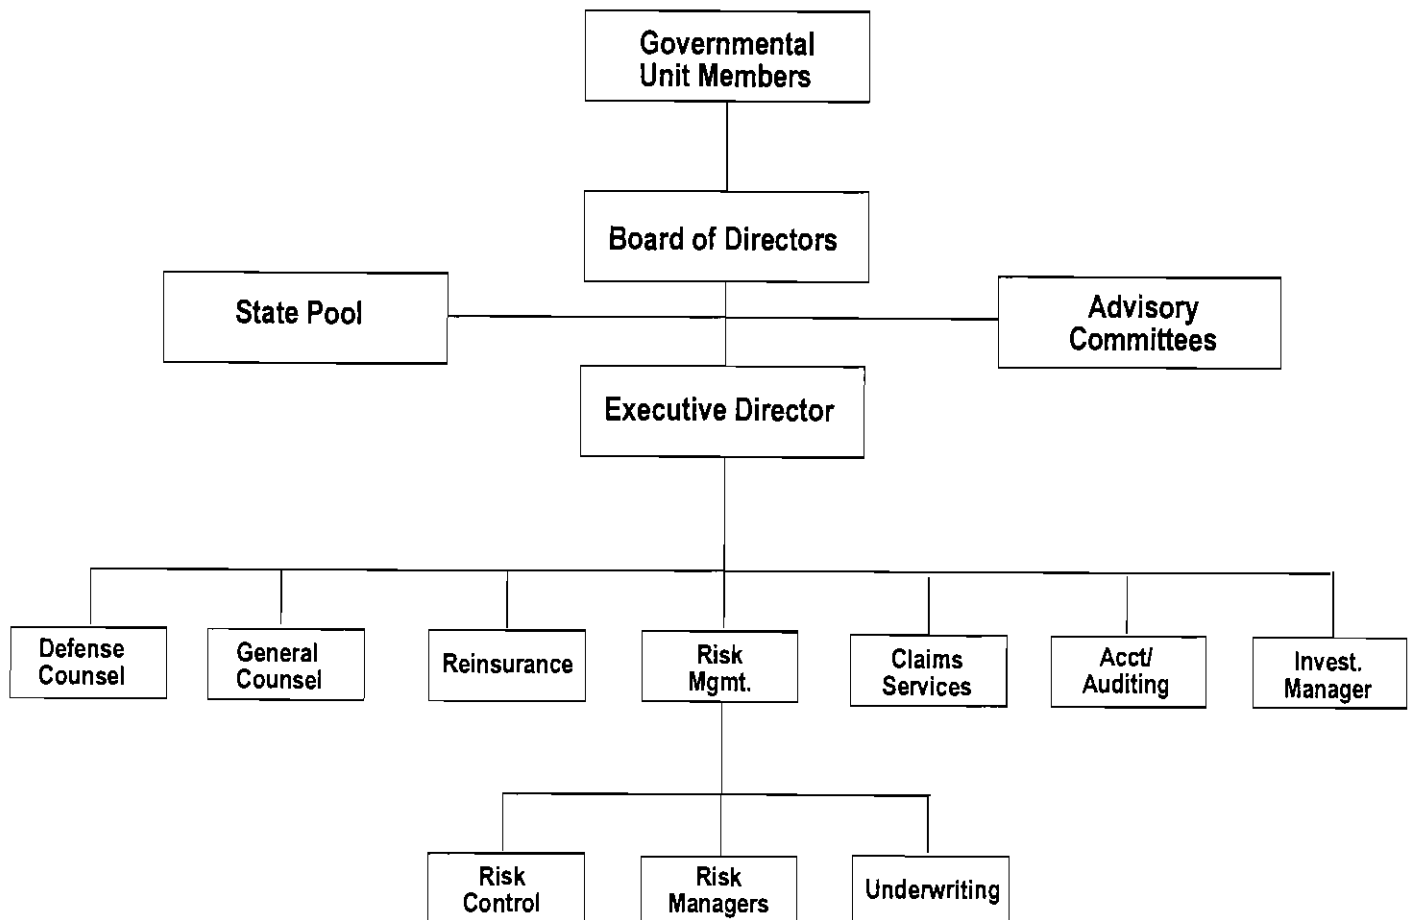 Governmental
Unit Members
Board of Directors
State Pool
Advisory
Committees
Executive Director
Defense
Counsel
General
Counsel
Reinsurance
Risk
Mgmt.
Claims
Services
Acct/
Auditing
Invest.
Manager
Risk
Control
Risk
Managers
Underwriting